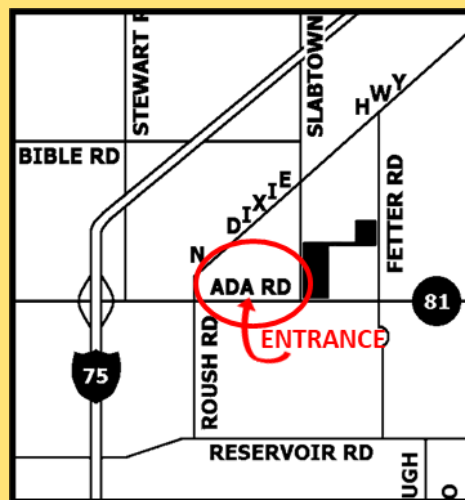 STEWART R
SLABTOWN
HWY
BIBLE RD
N DIXIE
FETTER RD
ADA RD
81
ENTRANCE
ROUSH RD
75
RESERVOIR RD
UGH
O